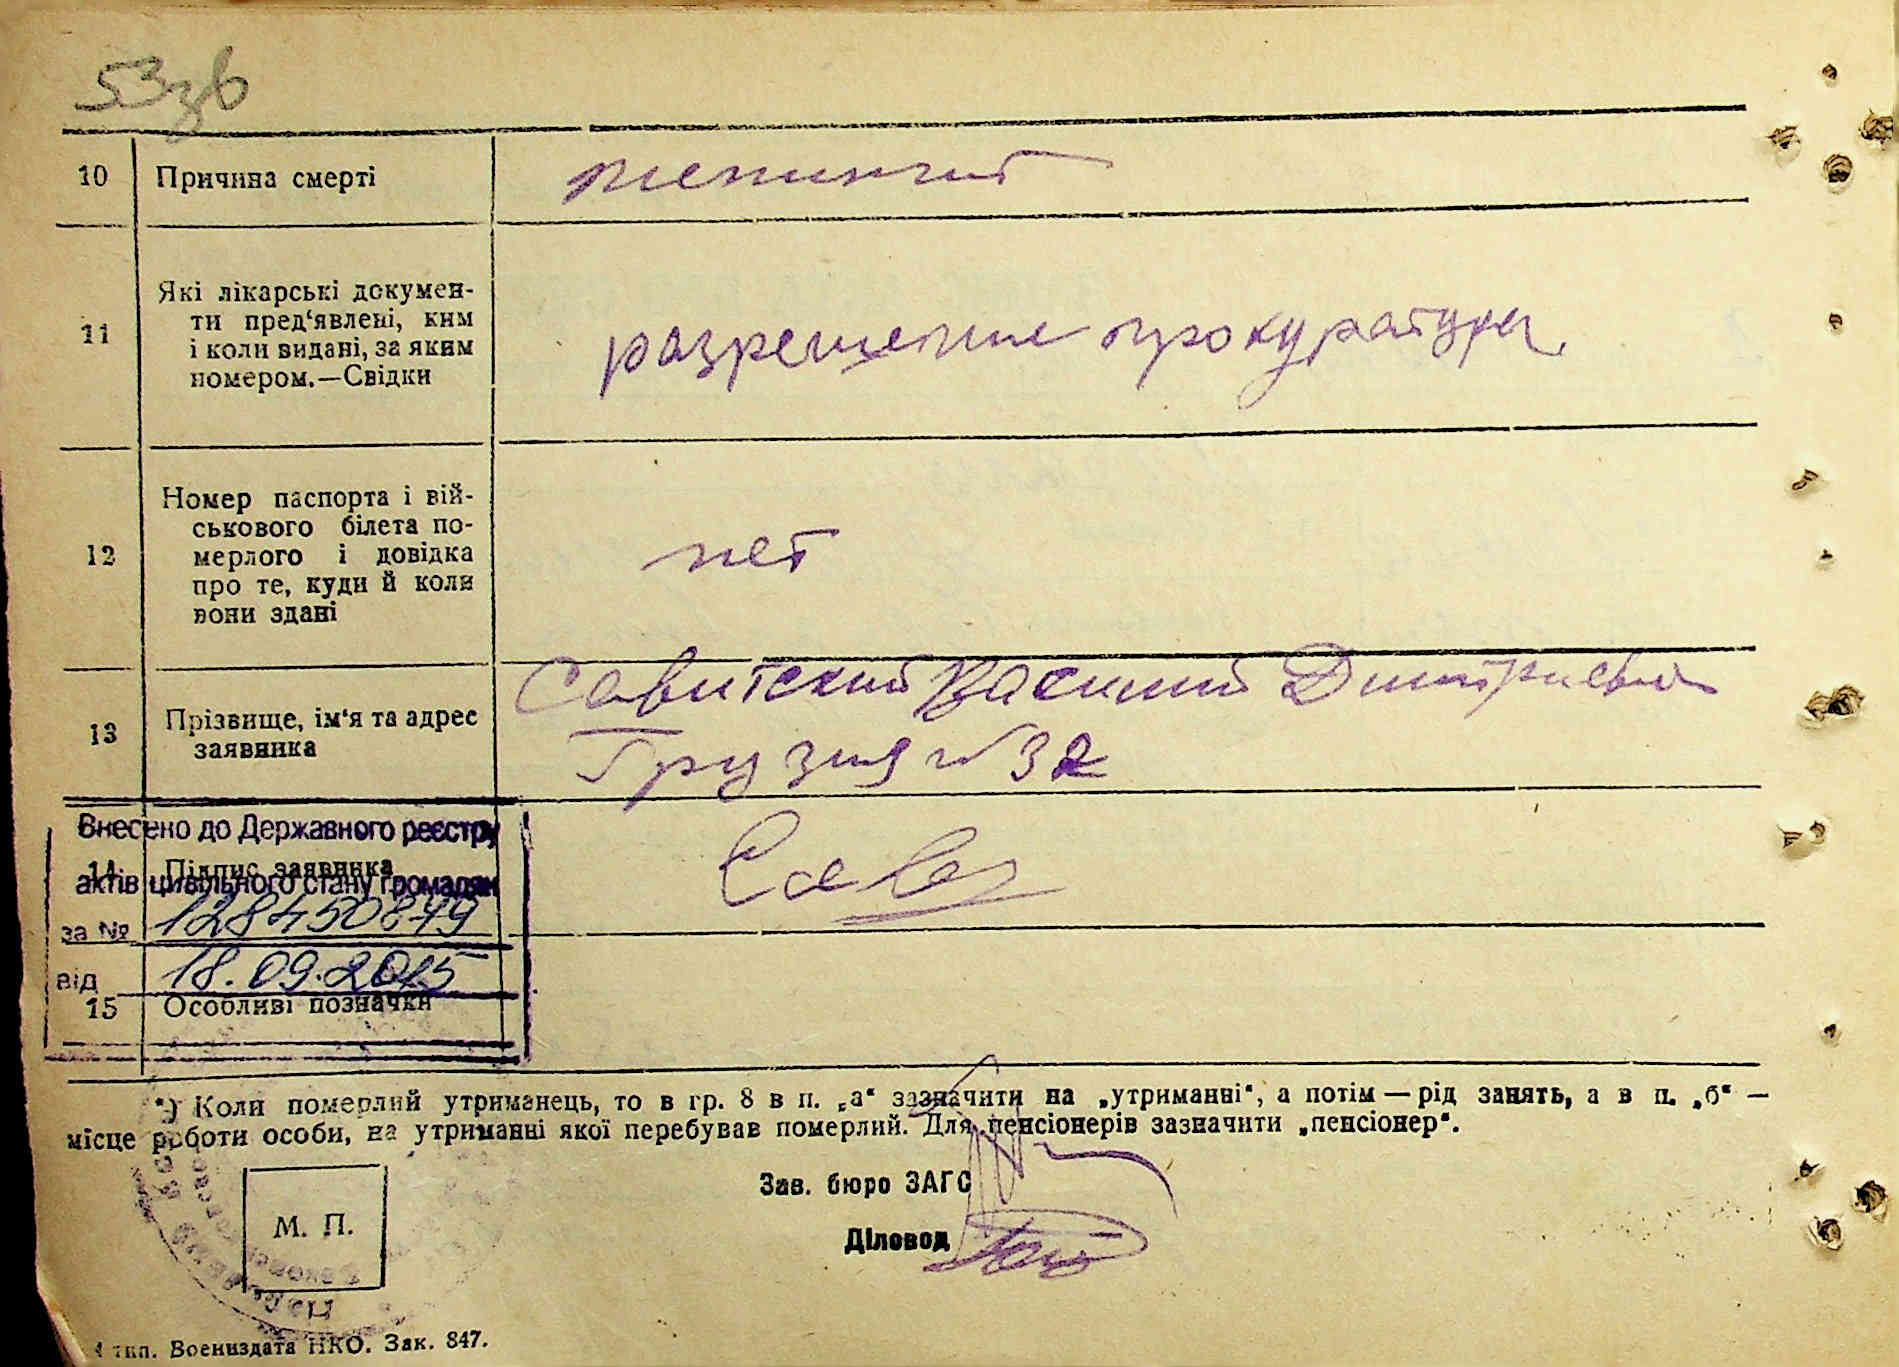 53зв
10 Причина смерті менингит
11 Які лікарські докумен-
ти пред'явлені, ким
і коли видані, за яким
номером.—Свідки
разрешение прокуратуры
12 Номер паспорта і вій-
ськового білета по-
мерлого і довідка
про те, куди й коли
вони здані
нет
13 Прізвище, ім'я та адрес
заявника
Савитский Василий Дмитриевич
Грузия №32
Внесено до Державного реєстру
14 Підпис заявника
Сав
актів цивільного стану громадян
за № 128450879
від 18.09.2015
15 Особливі позначки
*) Коли померлий утриманець, то в гр. 8 в п. „а“ зазначити на „утриманні“, а потім — рід занять, а в п. „б“ —
місце роботи особи, на утриманні якої перебував померлий. Для пенсіонерів зазначити „пенсіонер“.
Зав. бюро ЗАГС
М. П.
Діловод
тип. Воениздата НКО. Зак. 847.